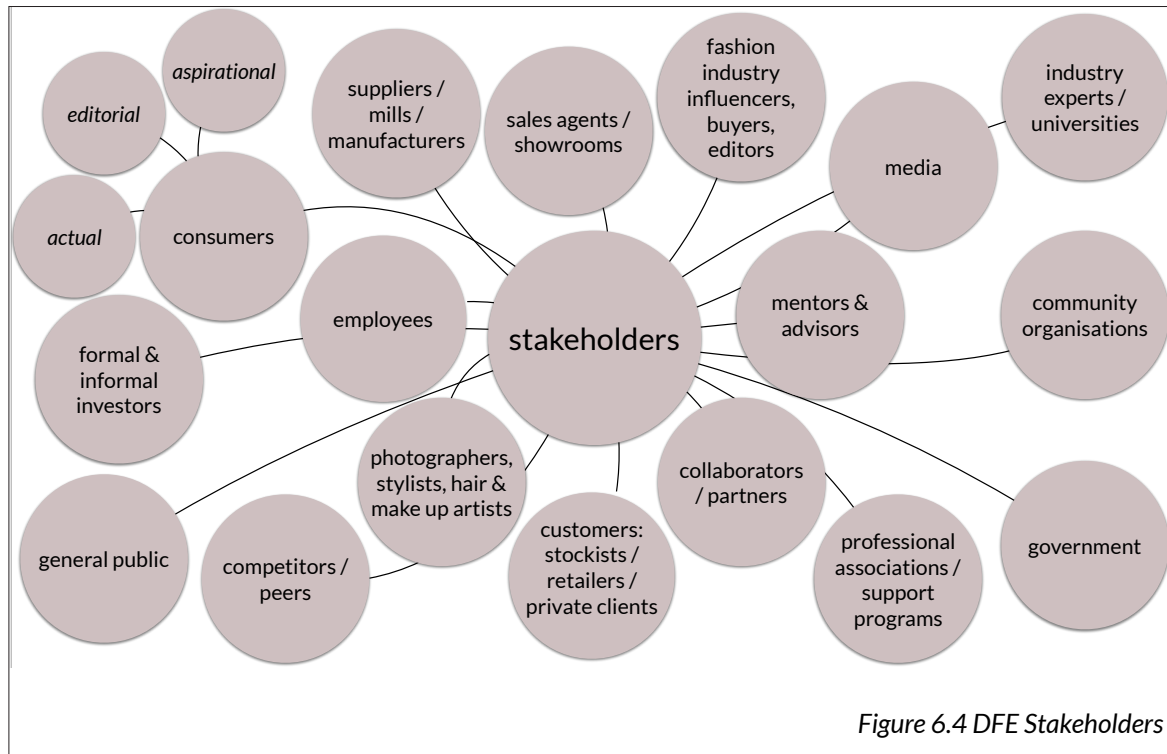 aspirational
editorial
actual
consumers
suppliers /
mills /
manufacturers
sales agents /
showrooms
fashion
industry
influencers,
buyers,
editors
media
industry
experts /
universities
employees
stakeholders
mentors &
advisors
community
organisations
formal &
informal
investors
photographers,
stylists, hair &
make up artists
collaborators
/ partners
general public
competitors /
peers
customers:
stockists /
retailers /
private clients
professional
associations /
support
programs
government
Figure 6.4 DFE Stakeholders